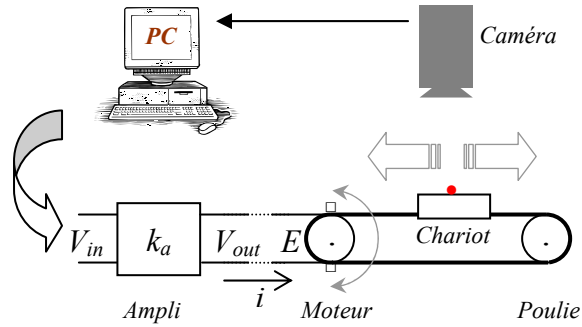 PC
Caméra
V_in
k_a
V_out
E
Chariot
i
Ampli
Moteur
Poulie